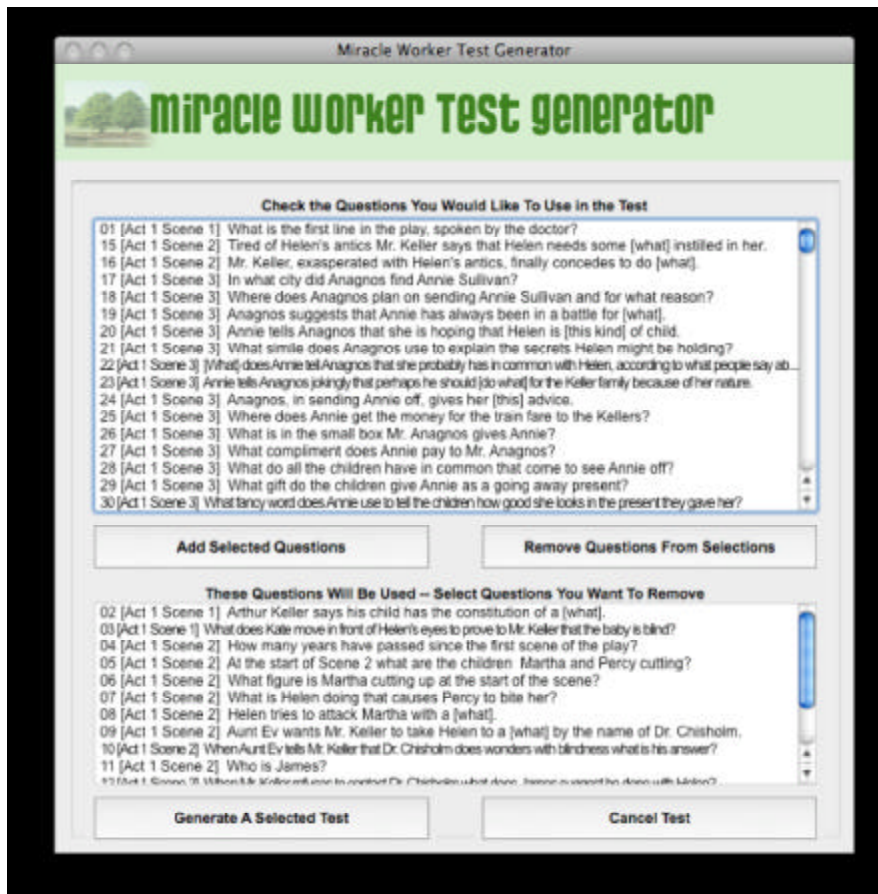 Miracle Worker Test Generator
Miracle Worker Test Generator
Check the Questions You Would Like To Use in the Test
01 [Act 1 Scene 1] What is the first line in the play, spoken by the doctor?
15 [Act 1 Scene 2] Tired of Helen's antics Mr. Keller says that Helen needs some [what] instilled in her.
16 [Act 1 Scene 2] Mr. Keller, exasperated with Helen's antics, finally concedes to do [what].
17 [Act 1 Scene 3] In what city did Anagnos find Annie Sullivan?
18 [Act 1 Scene 3] Where does Anagnos plan on sending Annie Sullivan and for what reason?
19 [Act 1 Scene 3] Anagnos suggests that Annie has always been in a battle for [what].
20 [Act 1 Scene 3] Annie tells Anagnos that she is hoping that Helen is [this kind] of child.
21 [Act 1 Scene 3] What simile does Anagnos use to explain the secrets Helen might be holding?
22 [Act 1 Scene 3] [What] does Annie tell Anagnos that she probably has in common with Helen, according to what people say ab...
23 [Act 1 Scene 3] Annie tells Anagnos jokingly that perhaps he should [do what] for the Keller family because of her nature.
24 [Act 1 Scene 3] Anagnos, in sending Annie off, gives her [this] advice.
25 [Act 1 Scene 3] Where does Annie get the money for the train fare to the Kellers?
26 [Act 1 Scene 3] What is in the small box Mr. Anagnos gives Annie?
27 [Act 1 Scene 3] What compliment does Annie pay to Mr. Anagnos?
28 [Act 1 Scene 3] What do all the children have in common that come to see Annie off?
29 [Act 1 Scene 3] What gift do the children give Annie as a going away present?
30 [Act 1 Scene 3] What fancy word does Annie use to tell the children how good she looks in the present they gave her?
Add Selected Questions
Remove Questions From Selections
These Questions Will Be Used -- Select Questions You Want To Remove
02 [Act 1 Scene 1] Arthur Keller says his child has the constitution of a [what].
03 [Act 1 Scene 1] What does Kate move in front of Helen's eyes to prove to Mr. Keller that the baby is blind?
04 [Act 1 Scene 2] How many years have passed since the first scene of the play?
05 [Act 1 Scene 2] At the start of Scene 2 what are the children Martha and Percy cutting?
06 [Act 1 Scene 2] What figure is Martha cutting up at the start of the scene?
07 [Act 1 Scene 2] What is Helen doing that causes Percy to bite her?
08 [Act 1 Scene 2] Helen tries to attack Martha with a [what].
09 [Act 1 Scene 2] Aunt Ev wants Mr. Keller to take Helen to a [what] by the name of Dr. Chisholm.
10 [Act 1 Scene 2] When Aunt Ev tells Mr. Keller that Dr. Chisholm does wonders with blindness what is his answer?
11 [Act 1 Scene 2] Who is James?
12 [Act 1 Scene 2] When Mr. Keller refuses to contact Dr. Chisholm what does James suggest be done with Helen?
Generate A Selected Test
Cancel Test